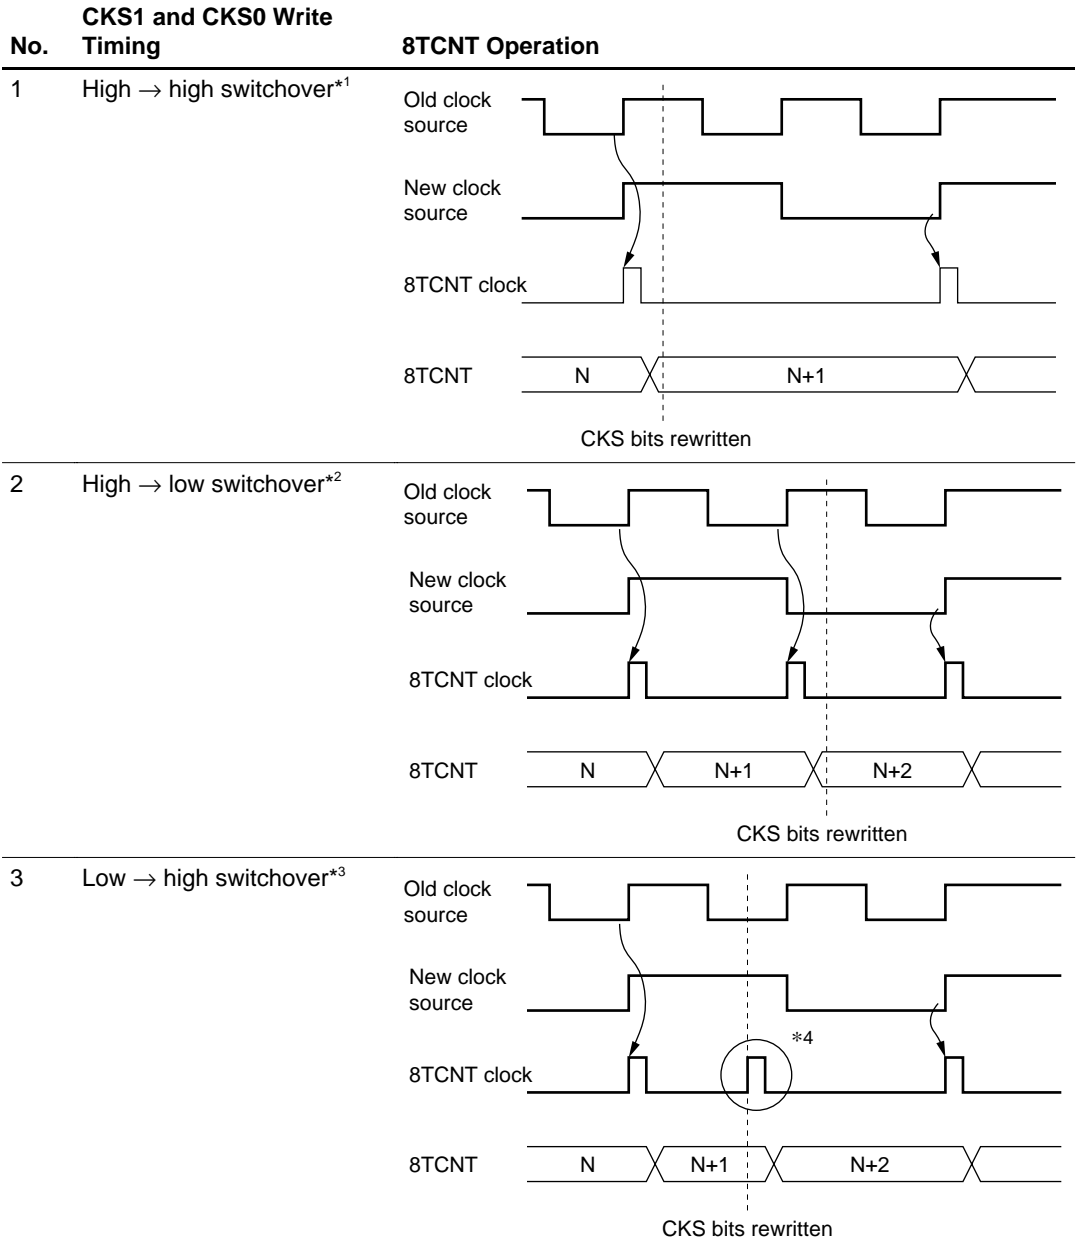 CKS1 and CKS0 Write
No. Timing 8TCNT Operation
1 High → high switchover*1
Old clock
source
New clock
source
8TCNT clock
8TCNT N N+1
CKS bits rewritten
2 High → low switchover*2
Old clock
source
New clock
source
8TCNT clock
8TCNT N N+1 N+2
CKS bits rewritten
3 Low → high switchover*3
Old clock
source
New clock
source
*4
8TCNT clock
8TCNT N N+1 N+2
CKS bits rewritten